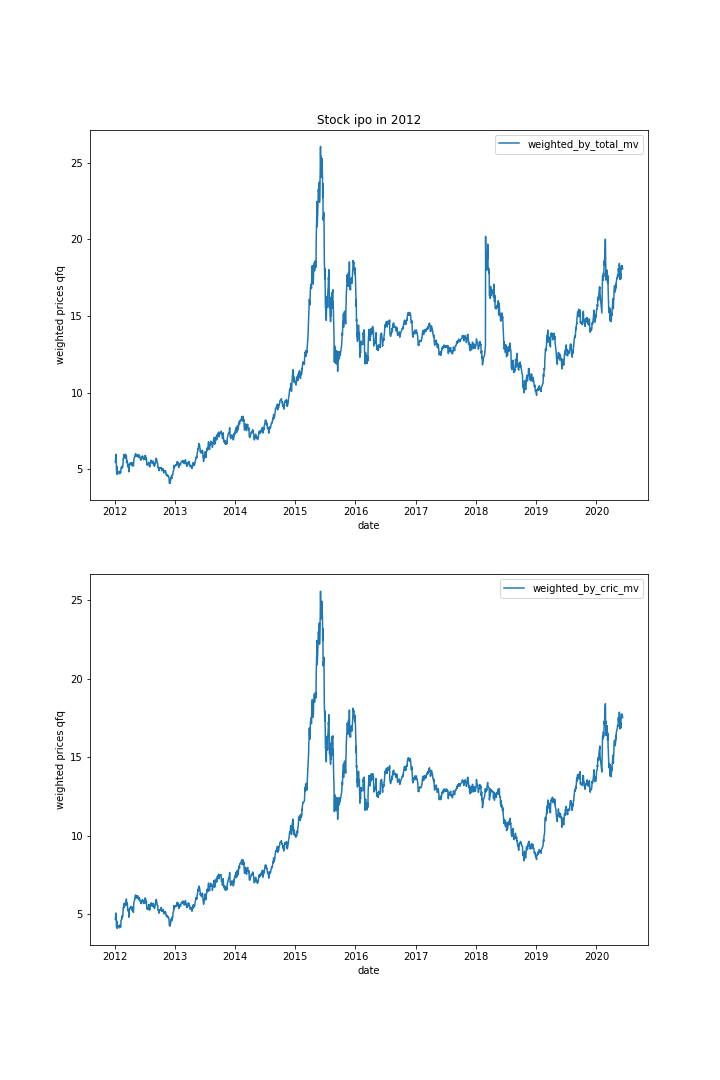 Stock ipo in 2012
weighted_by_total_mv
25
20
15
10
5
weighted prices qfq
2012 2013 2014 2015 2016 2017 2018 2019 2020
date
weighted_by_cric_mv
25
20
15
10
5
weighted prices qfq
2012 2013 2014 2015 2016 2017 2018 2019 2020
date